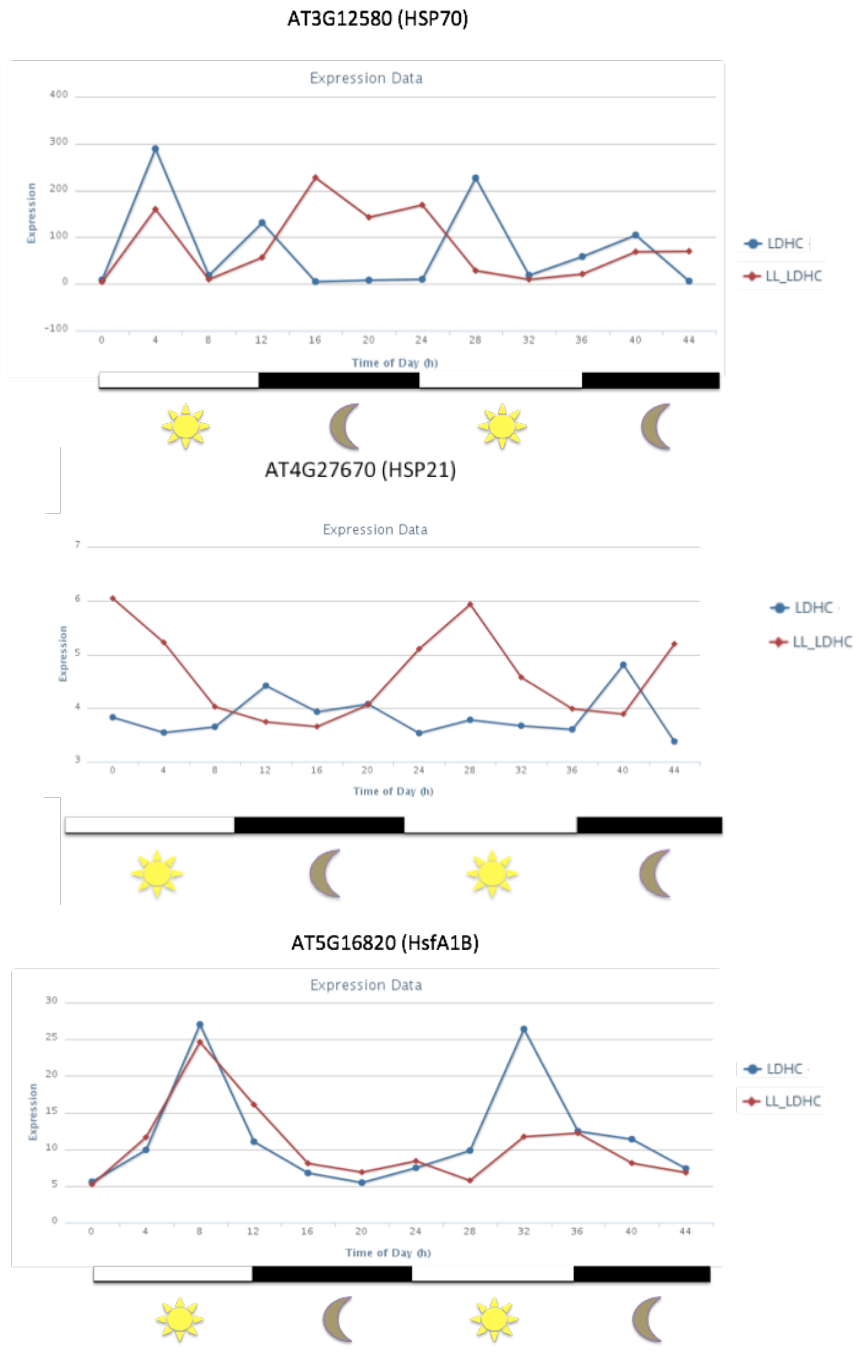 AT3G12580 (HSP70)
Expression Data
400
300
200
100
0
-100
Expression
0 4 8 12 16 20 24 28 32 36 40 44
Time of Day (h)
LDHC
LL_LDHC
AT4G27670 (HSP21)
Expression Data
7
6
5
4
3
Expression
0 4 8 12 16 20 24 28 32 36 40 44
Time of Day (h)
LDHC
LL_LDHC
AT5G16820 (HsfA1B)
Expression Data
30
25
20
15
10
5
0
Expression
0 4 8 12 16 20 24 28 32 36 40 44
Time of Day (h)
LDHC
LL_LDHC